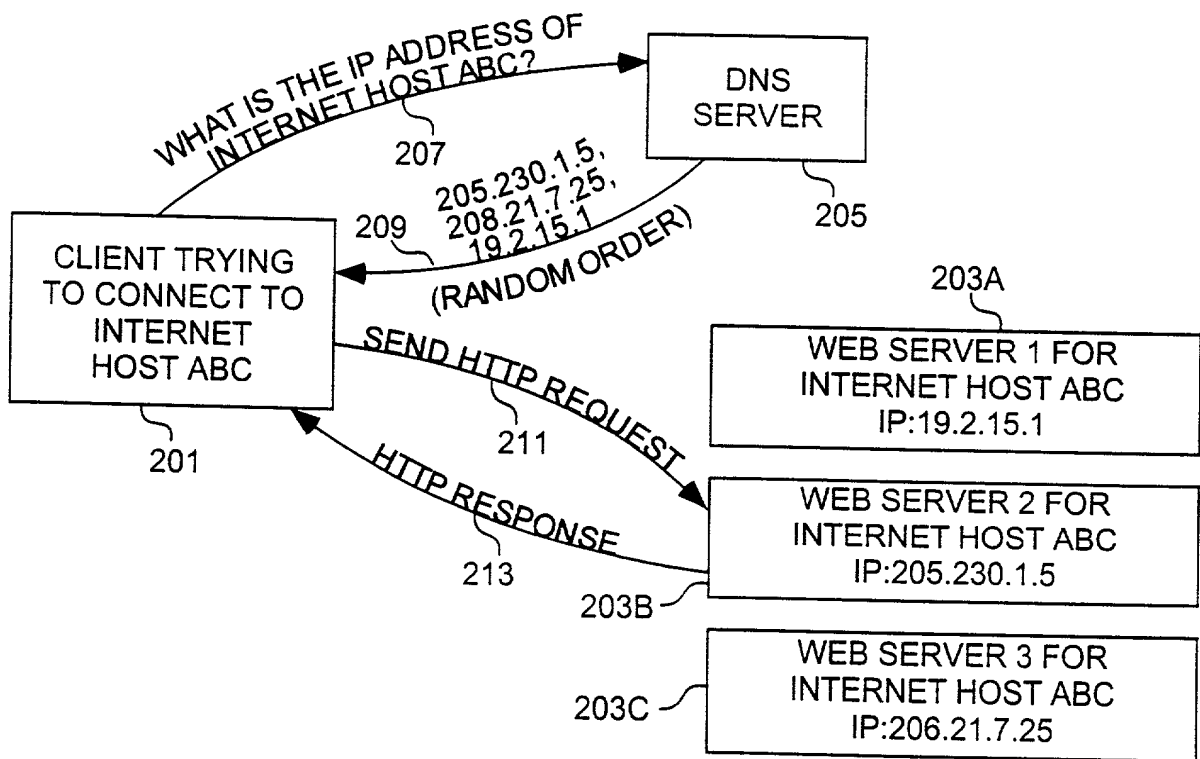 WHAT IS THE IP ADDRESS OF
INTERNET HOST ABC?
207
DNS
SERVER
205
205.230.1.5,
208.21.7.25,
19.2.15.1
(RANDOM ORDER)
209
CLIENT TRYING
TO CONNECT TO
INTERNET
HOST ABC
201
SEND HTTP REQUEST
211
HTTP RESPONSE
213
203A
WEB SERVER 1 FOR
INTERNET HOST ABC
IP:19.2.15.1
WEB SERVER 2 FOR
INTERNET HOST ABC
IP:205.230.1.5
203B
WEB SERVER 3 FOR
INTERNET HOST ABC
IP:206.21.7.25
203C